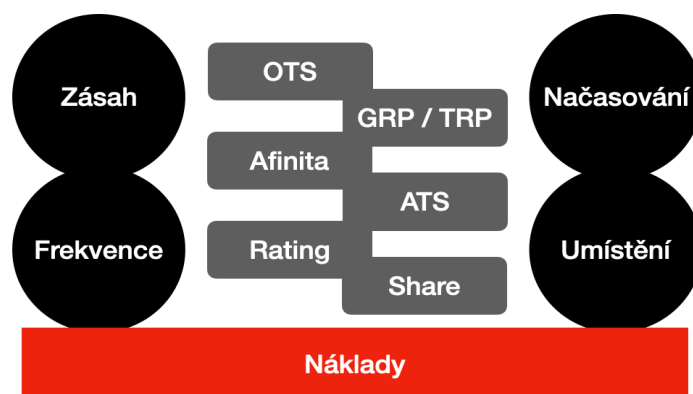 Zásah
OTS
Načasování
GRP / TRP
Afinita
ATS
Frekvence
Rating
Umístění
Share
Náklady